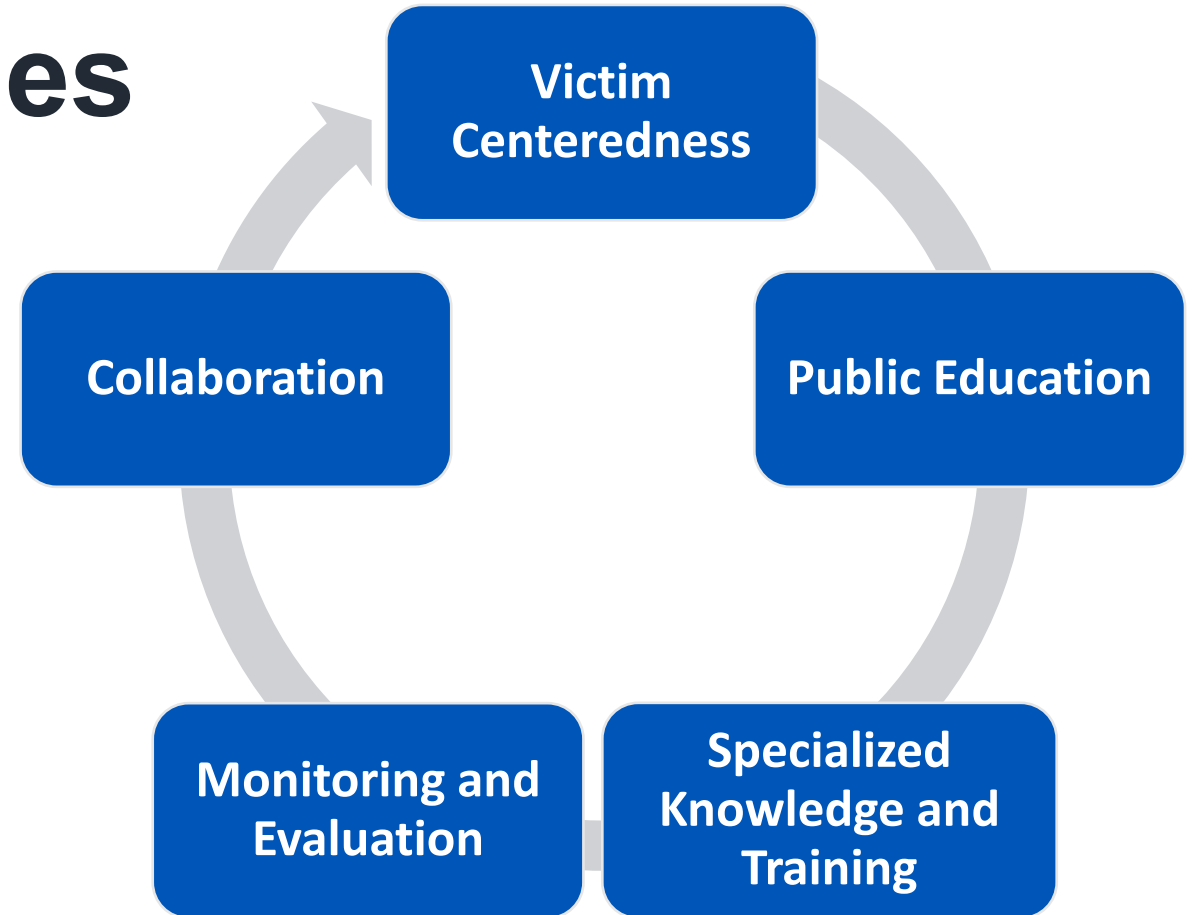 es
Victim
Centeredness
Public Education
Specialized
Knowledge and
Training
Monitoring and
Evaluation
Collaboration